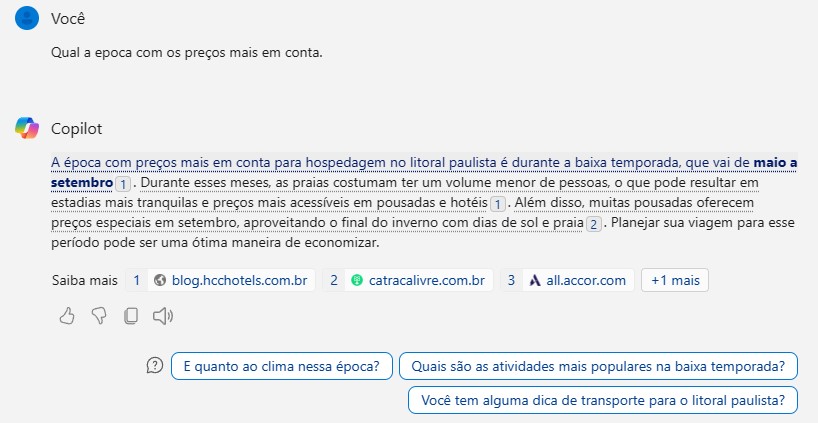 Você
Qual a epoca com os preços mais em conta.
Copilot
A época com preços mais em conta para hospedagem no litoral paulista é durante a baixa temporada, que vai de maio a
setembro 1 . Durante esses meses, as praias costumam ter um volume menor de pessoas, o que pode resultar em
estadias mais tranquilas e preços mais acessíveis em pousadas e hotéis 1 . Além disso, muitas pousadas oferecem
preços especiais em setembro, aproveitando o final do inverno com dias de sol e praia 2 . Planejar sua viagem para esse
período pode ser uma ótima maneira de economizar.
Saiba mais 1 blog.hcchotels.com.br 2 catracalivre.com.br 3 all.accor.com +1 mais
E quanto ao clima nessa época? Quais são as atividades mais populares na baixa temporada?
Você tem alguma dica de transporte para o litoral paulista?